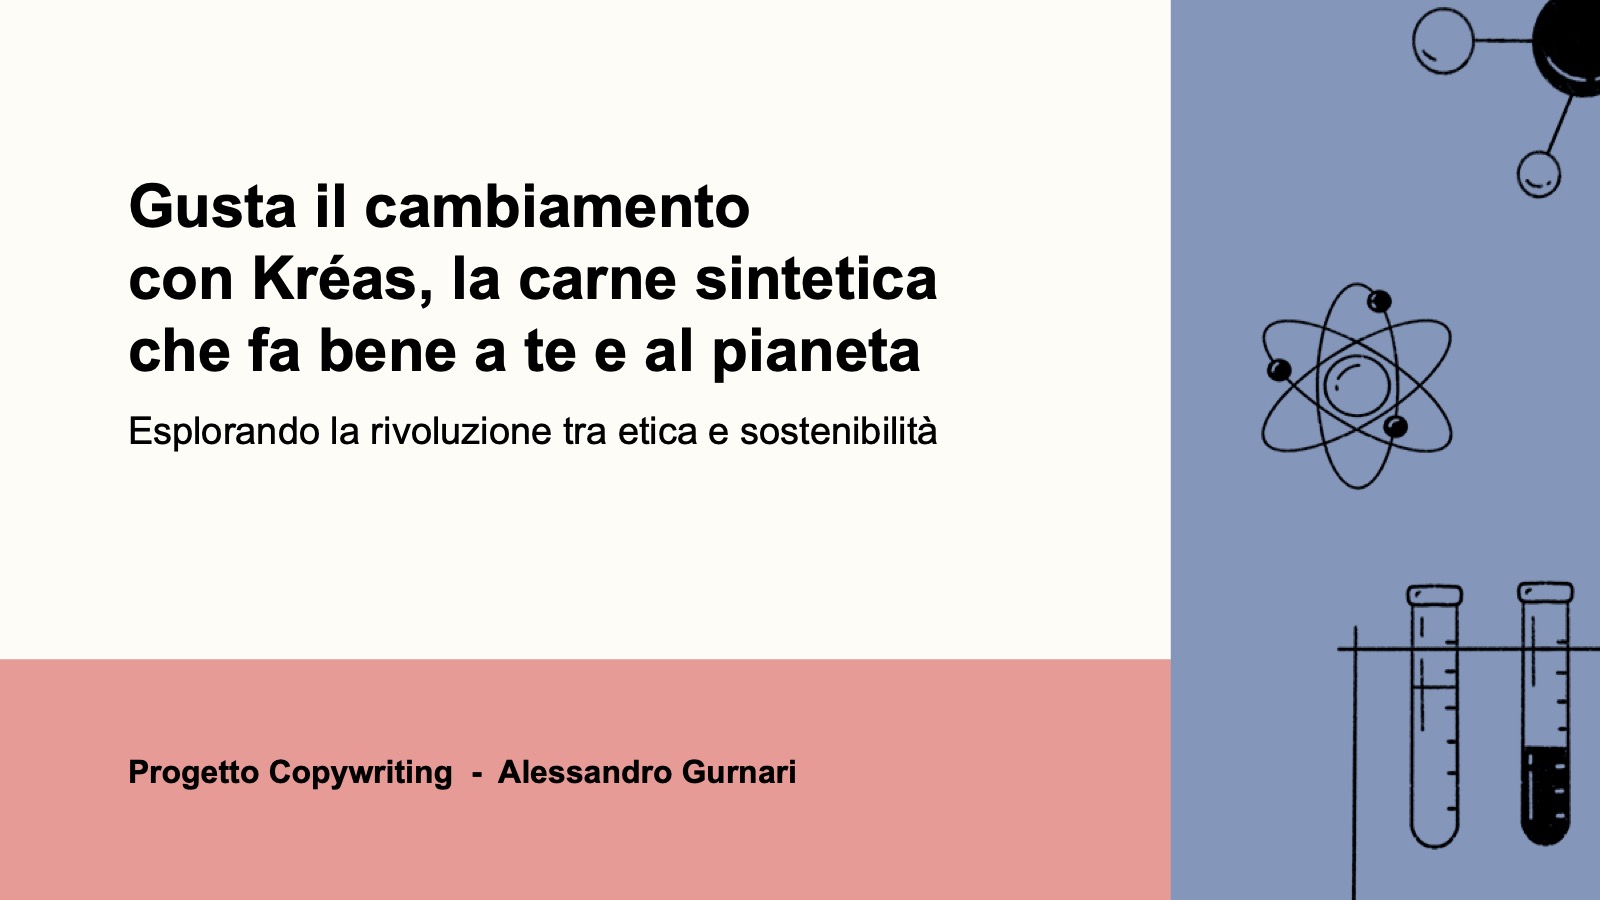 Gusta il cambiamento
con Kréas, la carne sintetica
che fa bene a te e al pianeta
Esplorando la rivoluzione tra etica e sostenibilità
Progetto Copywriting - Alessandro Gurnari